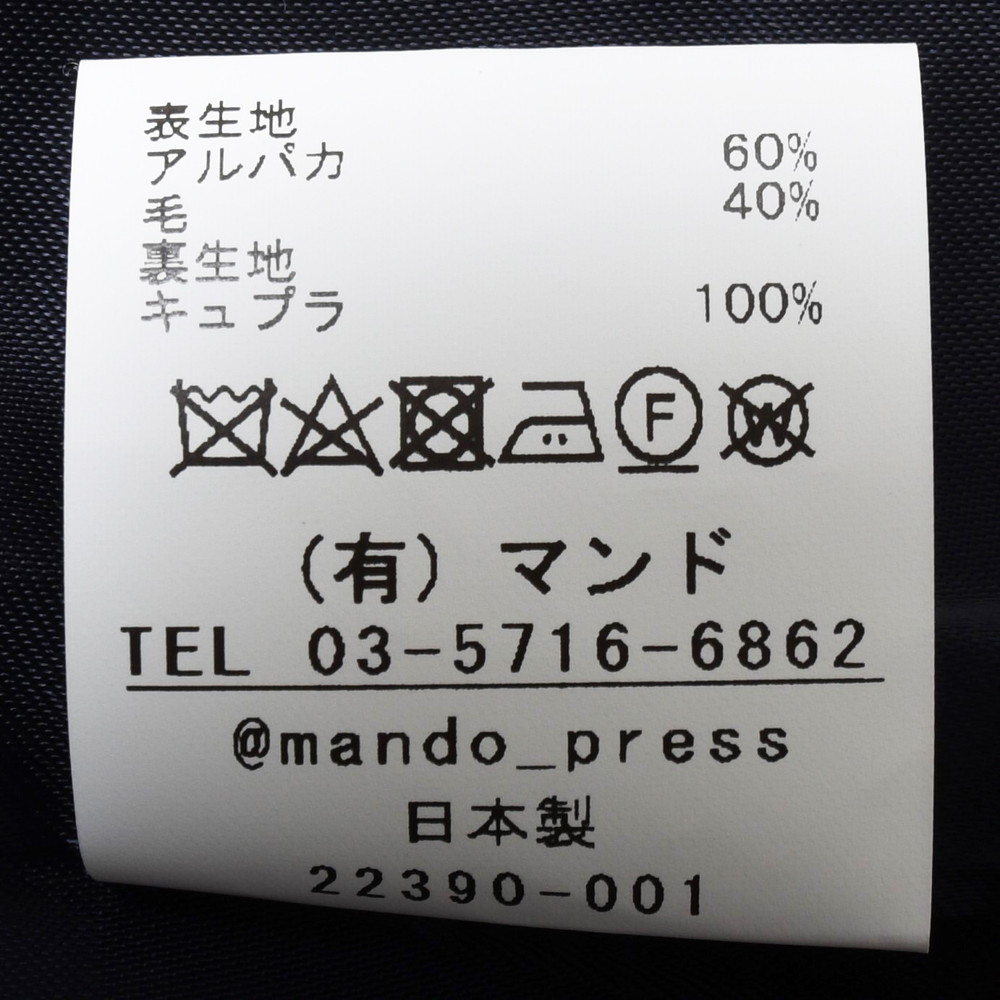 表生地
アルパカ 60%
毛 40%
裏生地
キュプラ 100%
F W
(有) マンド
TEL 03-5716-6862
@mando_press
日本製
22390-001